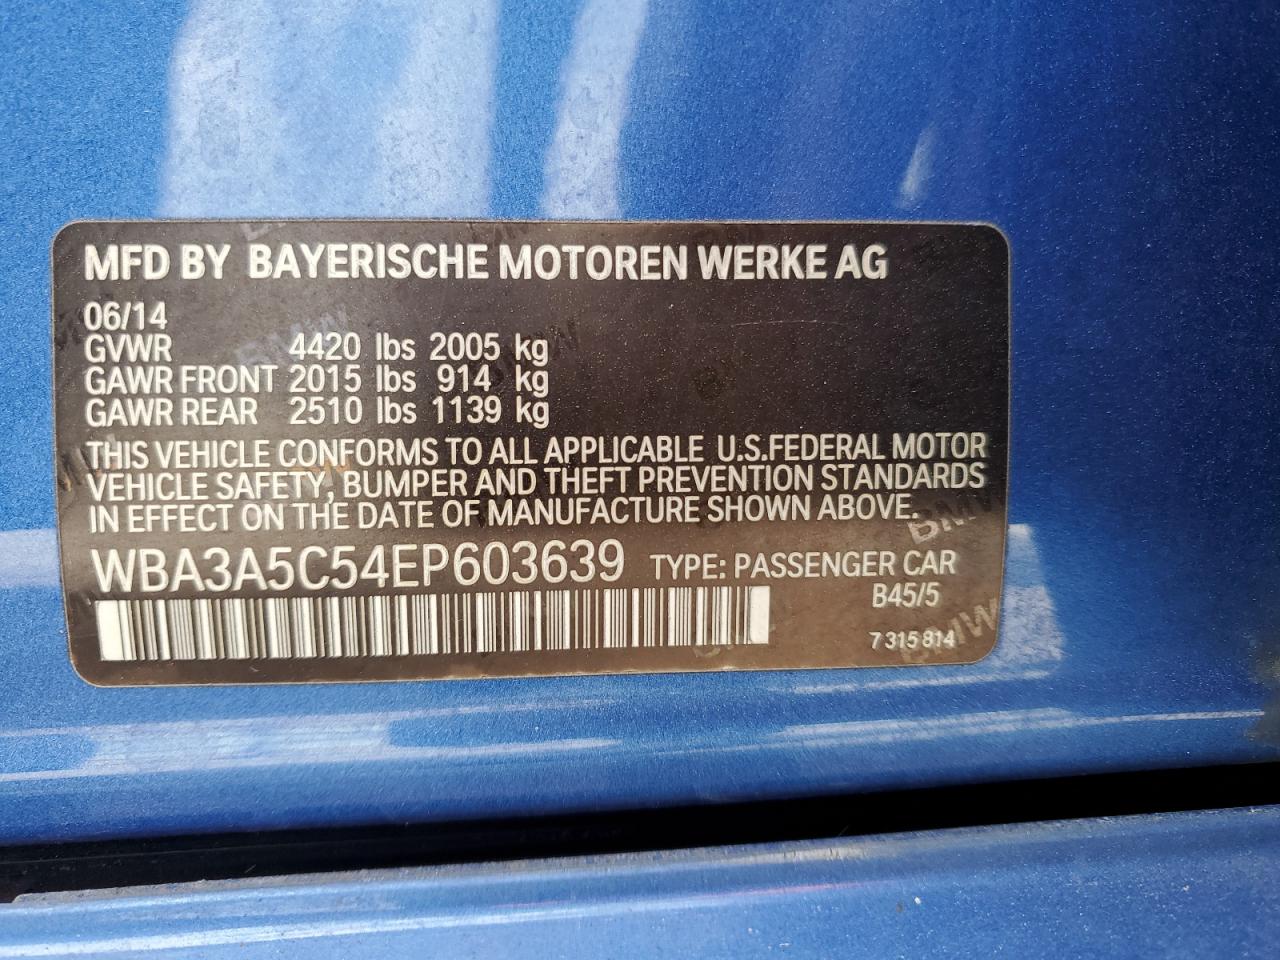 MFD BY BAYERISCHE MOTOREN WERKE AG
06/14
GVWR 4420 lbs 2005 kg
GAWR FRONT 2015 lbs 914 kg
GAWR REAR 2510 lbs 1139 kg
THIS VEHICLE CONFORMS TO ALL APPLICABLE U.S.FEDERAL MOTOR
VEHICLE SAFETY, BUMPER AND THEFT PREVENTION STANDARDS
IN EFFECT ON THE DATE OF MANUFACTURE SHOWN ABOVE.
WBA3A5C54EP603639 TYPE: PASSENGER CAR
B45/5
7 315 814